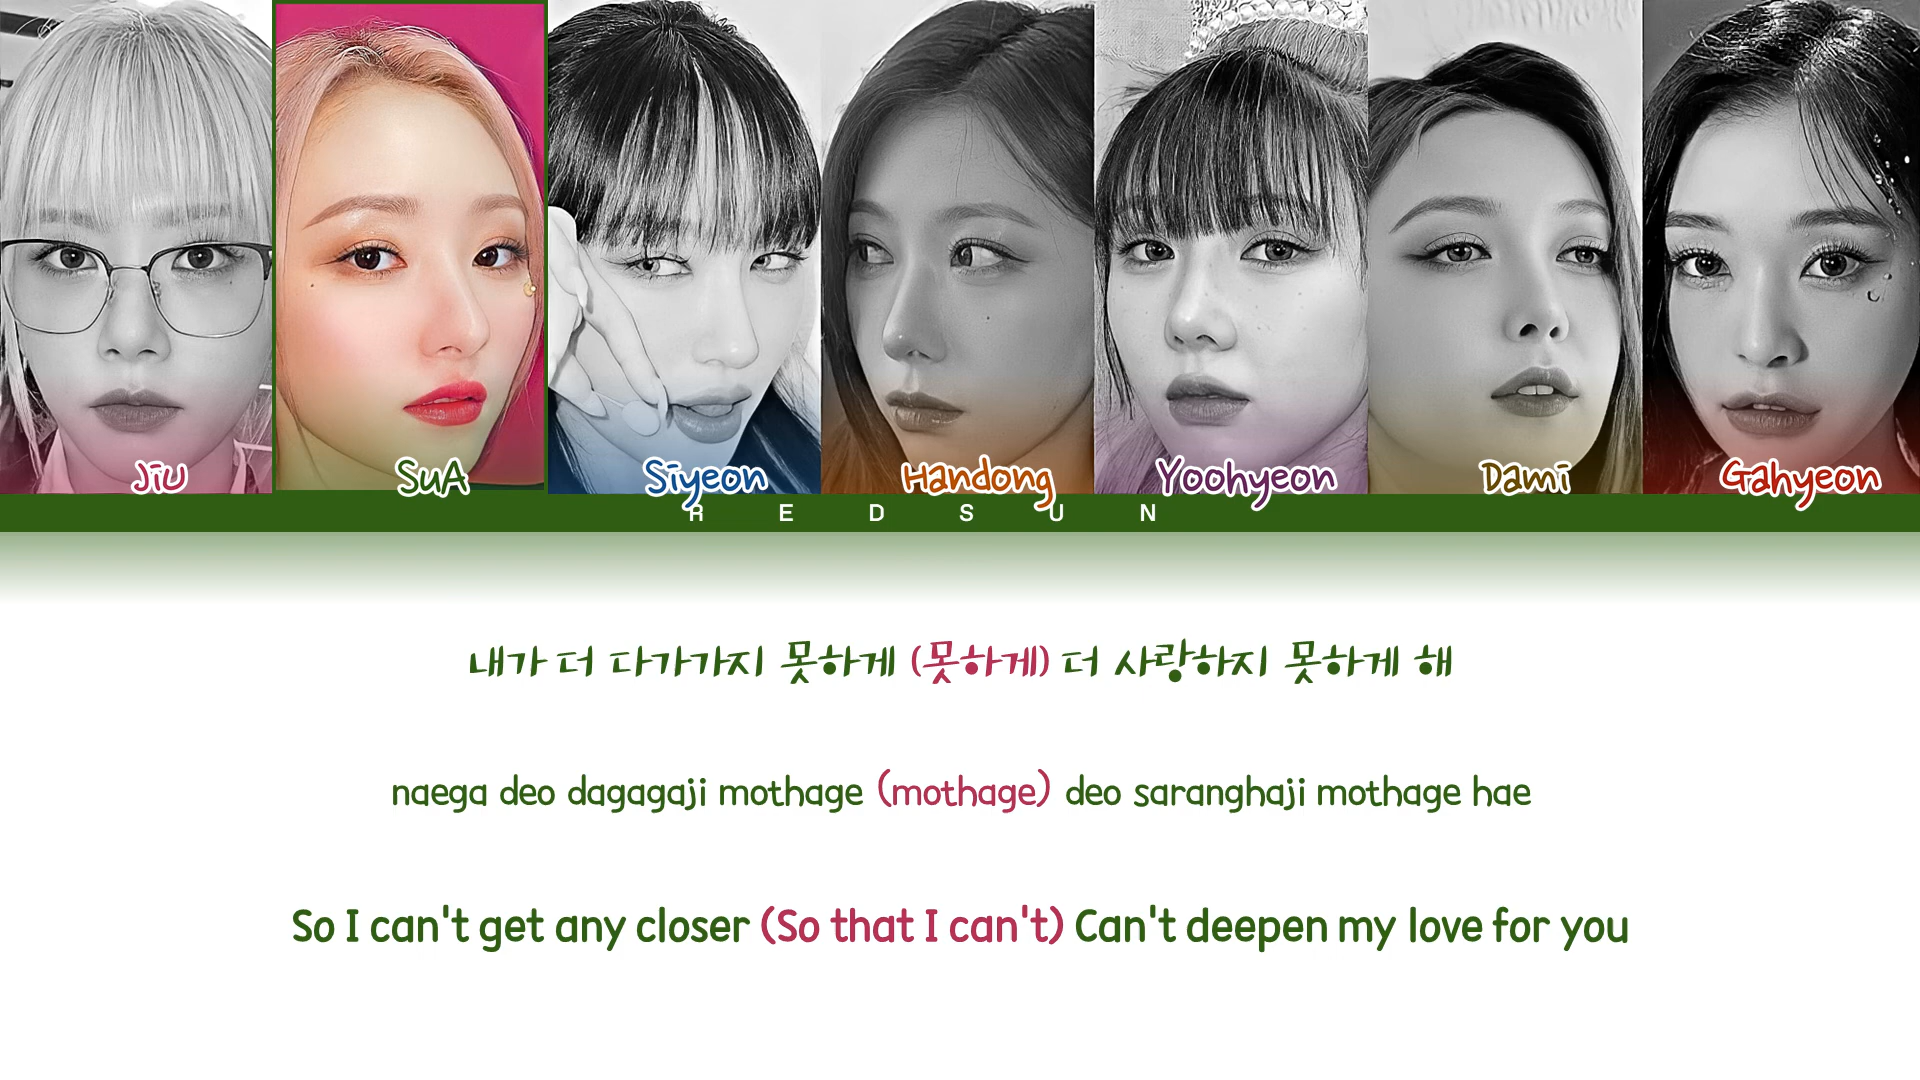 JiU SuA Siyeon Handong Yoohyeon Dami Gahyeon
REDSUN
내가 더 다가가지 못하게 (못하게) 더 사랑하지 못하게 해
naega deo dagagaji mothage (mothage) deo saranghaji mothage hae
So I can't get any closer (So that I can't) Can't deepen my love for you